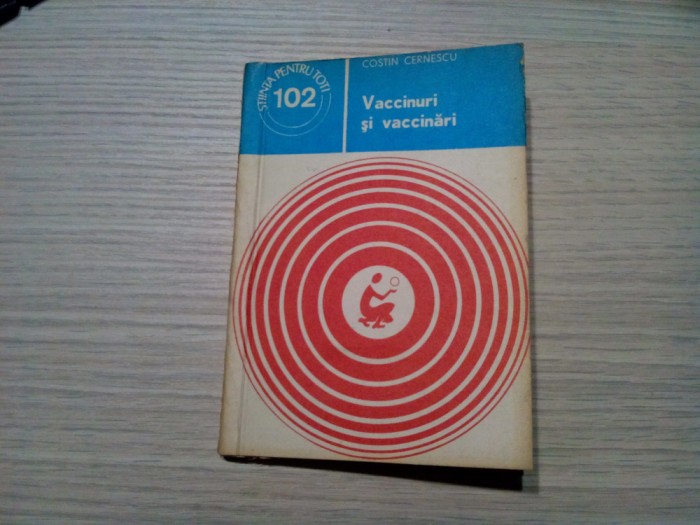 ȘTIINȚA PENTRU TOȚI
102
COSTIN CERNESCU
Vaccinuri
și vaccinări